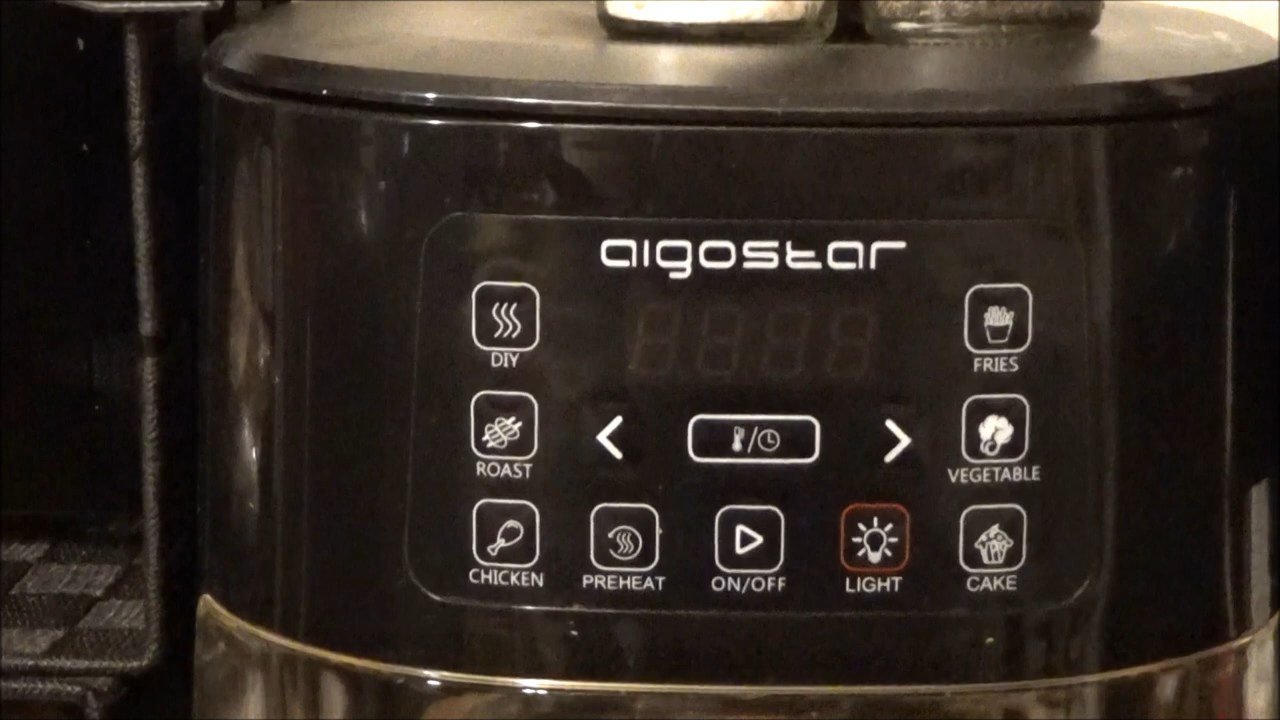 aigostar
DIY
FRIES
ROAST
VEGETABLE
CHICKEN
PREHEAT
ON/OFF
LIGHT
CAKE